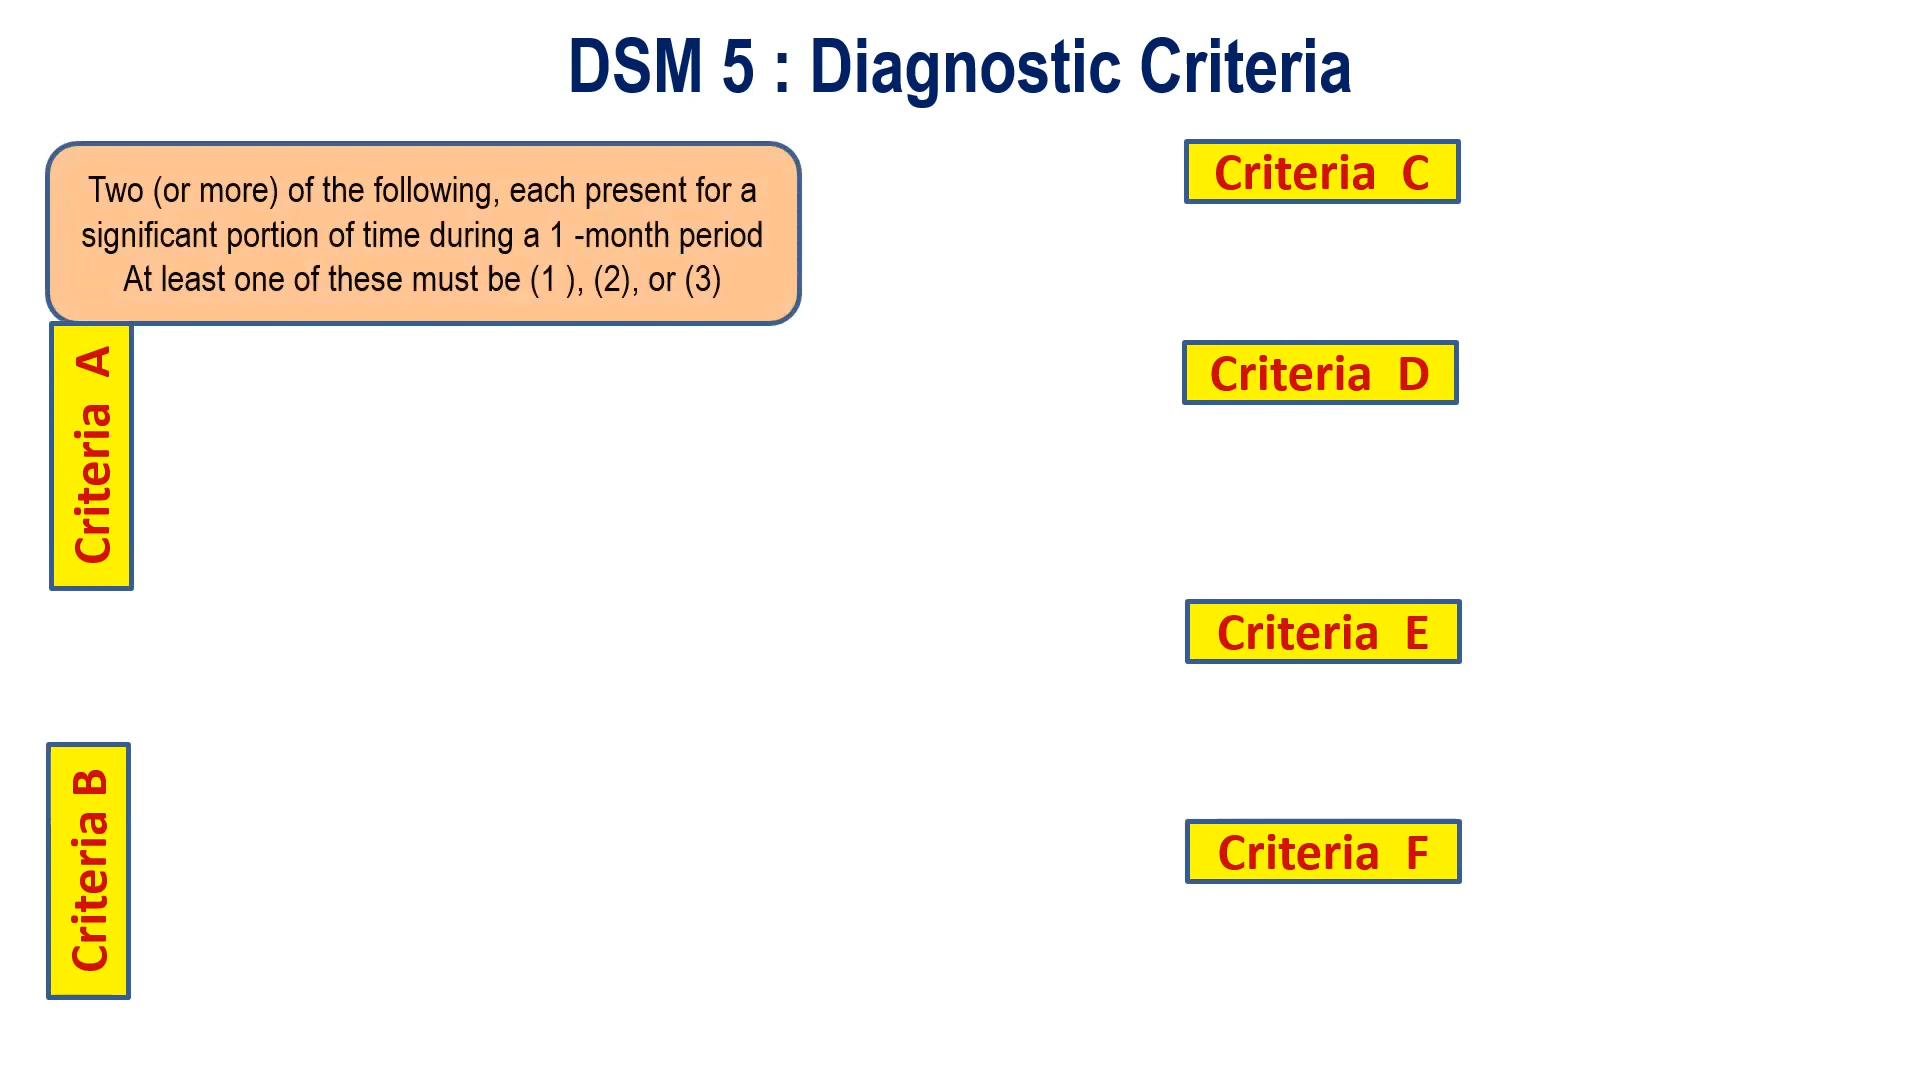 DSM 5 : Diagnostic Criteria
Two (or more) of the following, each present for a
significant portion of time during a 1 -month period
At least one of these must be (1 ), (2), or (3)
Criteria A
Criteria B
Criteria C
Criteria D
Criteria E
Criteria F